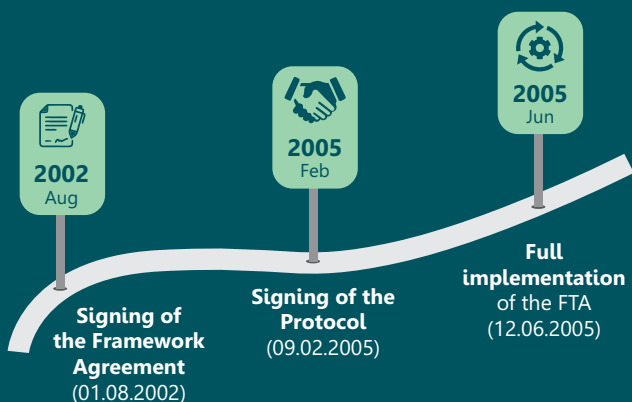 2002
Aug
Signing of
the Framework
Agreement
(01.08.2002)
2005
Feb
Signing of the
Protocol
(09.02.2005)
2005
Jun
Full
implementation
of the FTA
(12.06.2005)